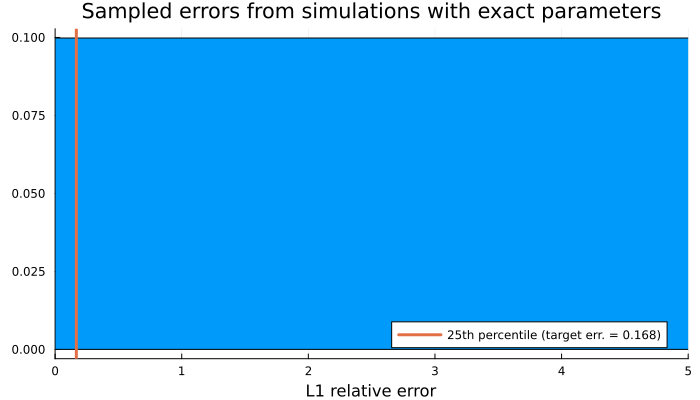 Sampled errors from simulations with exact parameters
0.100
0.075
0.050
0.025
0.000
25th percentile (target err. = 0.168)
0 1 2 3 4 5
L1 relative error